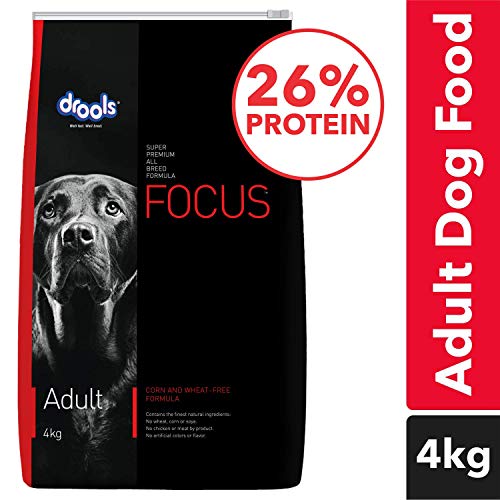 drools®
Well fed. Well bred.
SUPER
PREMIUM
ALL
BREED
FORMULA
FOCUS
Adult
4kg
CORN AND WHEAT-FREE
FORMULA
Contains the finest natural ingredients.
No wheat, corn or soya.
No chicken or meat by product.
No artificial colors or flavor.
26%
PROTEIN
Adult Dog Food
4kg